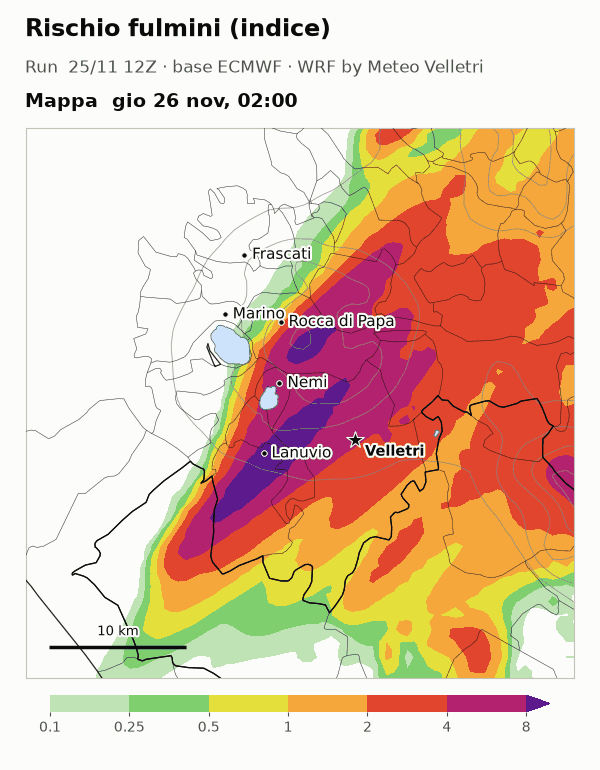 Rischio fulmini (indice)
Run  25/11 12Z · base ECMWF · WRF by Meteo Velletri
Mappa  gio 26 nov, 02:00
Frascati
Marino
Rocca di Papa
Nemi
Velletri
Lanuvio
10 km
0.1 0.25 0.5 1 2 4 8